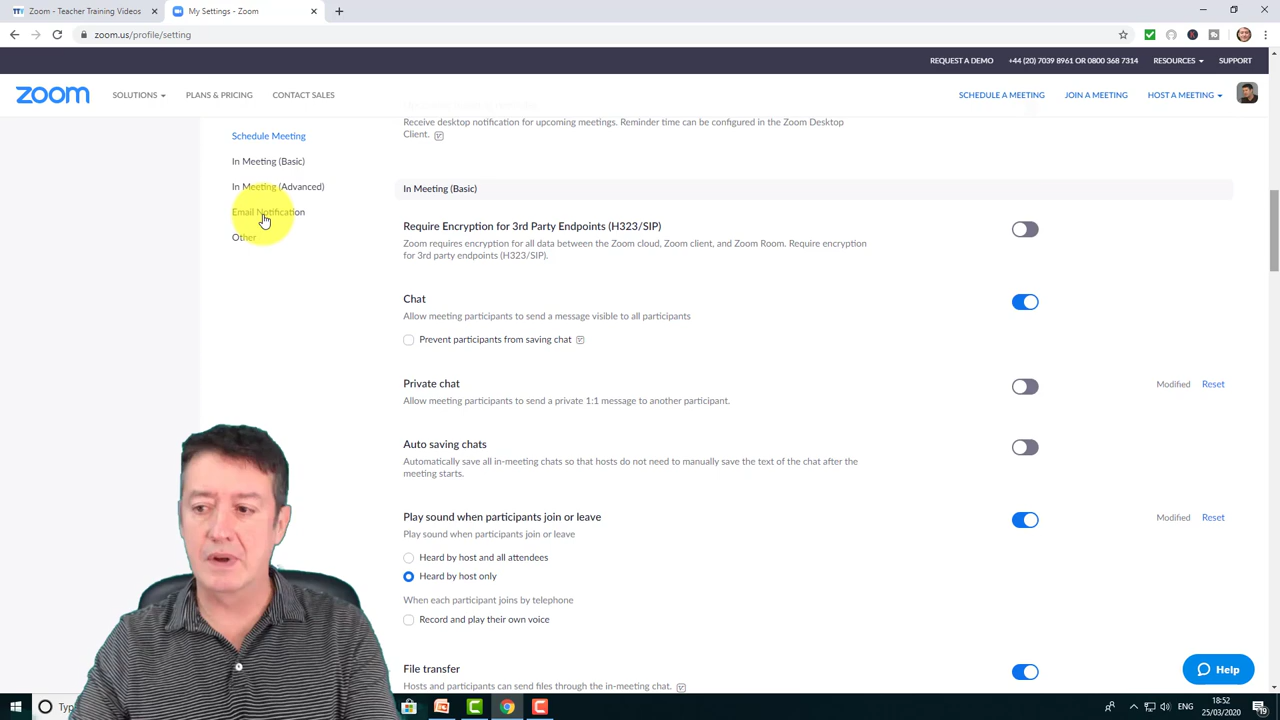 Zoom - Teacher Training Videos
My Settings - Zoom
zoom.us/profile/setting
REQUEST A DEMO
+44 (20) 7039 8961 OR 0800 368 7314
RESOURCES
SUPPORT
zoom
SOLUTIONS
PLANS & PRICING
CONTACT SALES
SCHEDULE A MEETING
JOIN A MEETING
HOST A MEETING
Receive desktop notification for upcoming meetings. Reminder time can be configured in the Zoom Desktop
Client.
Schedule Meeting
In Meeting (Basic)
In Meeting (Advanced)
Email Notification
Other
In Meeting (Basic)
Require Encryption for 3rd Party Endpoints (H323/SIP)
Zoom requires encryption for all data between the Zoom cloud, Zoom client, and Zoom Room. Require encryption
for 3rd party endpoints (H323/SIP).
Chat
Allow meeting participants to send a message visible to all participants
Prevent participants from saving chat
Private chat
Modified
Reset
Allow meeting participants to send a private 1:1 message to another participant.
Auto saving chats
Automatically save all in-meeting chats so that hosts do not need to manually save the text of the chat after the
meeting starts.
Play sound when participants join or leave
Modified
Reset
Play sound when participants join or leave
Heard by host and all attendees
Heard by host only
When each participant joins by telephone
Record and play their own voice
File transfer
Hosts and participants can send files through the in-meeting chat.
Help
Typ
ENG
18:52
25/03/2020